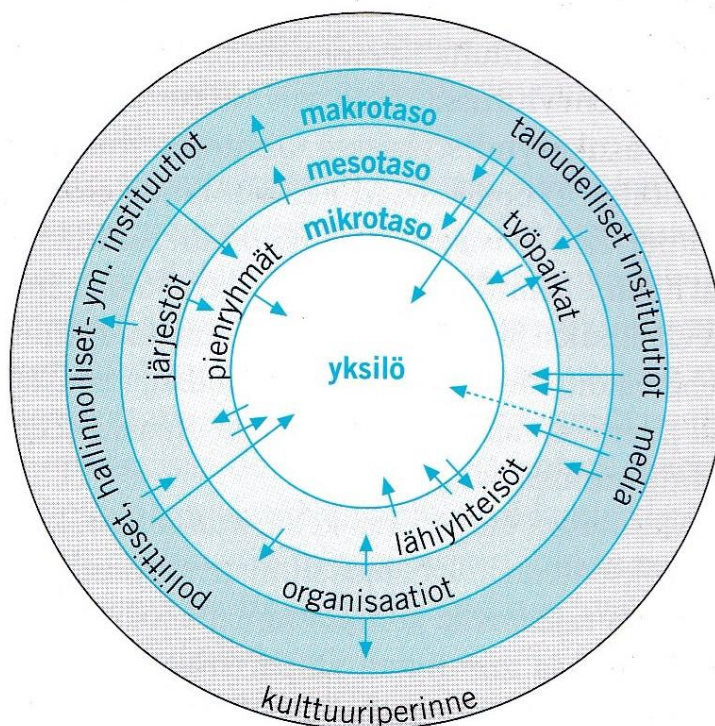 makrotaso
mesotaso
mikrotaso
yksilö
poliittiset, hallinnolliset- ym. instituutiot
taloudelliset instituutiot
media
järjestöt
pienryhmät
työpaikat
lähiyhteisöt
organisaatiot
kulttuuriperinne